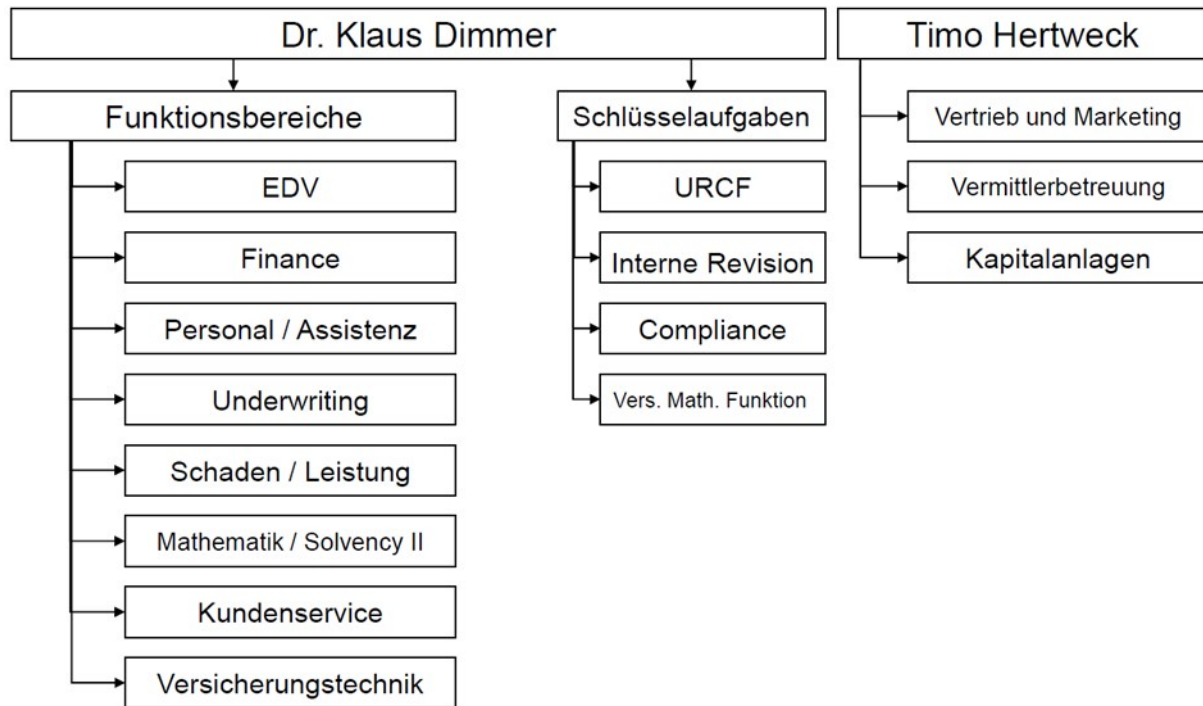 Dr. Klaus Dimmer
Funktionsbereiche
EDV
Finance
Personal / Assistenz
Underwriting
Schaden / Leistung
Mathematik / Solvency II
Kundenservice
Versicherungstechnik
Schlüsselaufgaben
URCF
Interne Revision
Compliance
Vers. Math. Funktion
Timo Hertweck
Vertrieb und Marketing
Vermittlerbetreuung
Kapitalanlagen